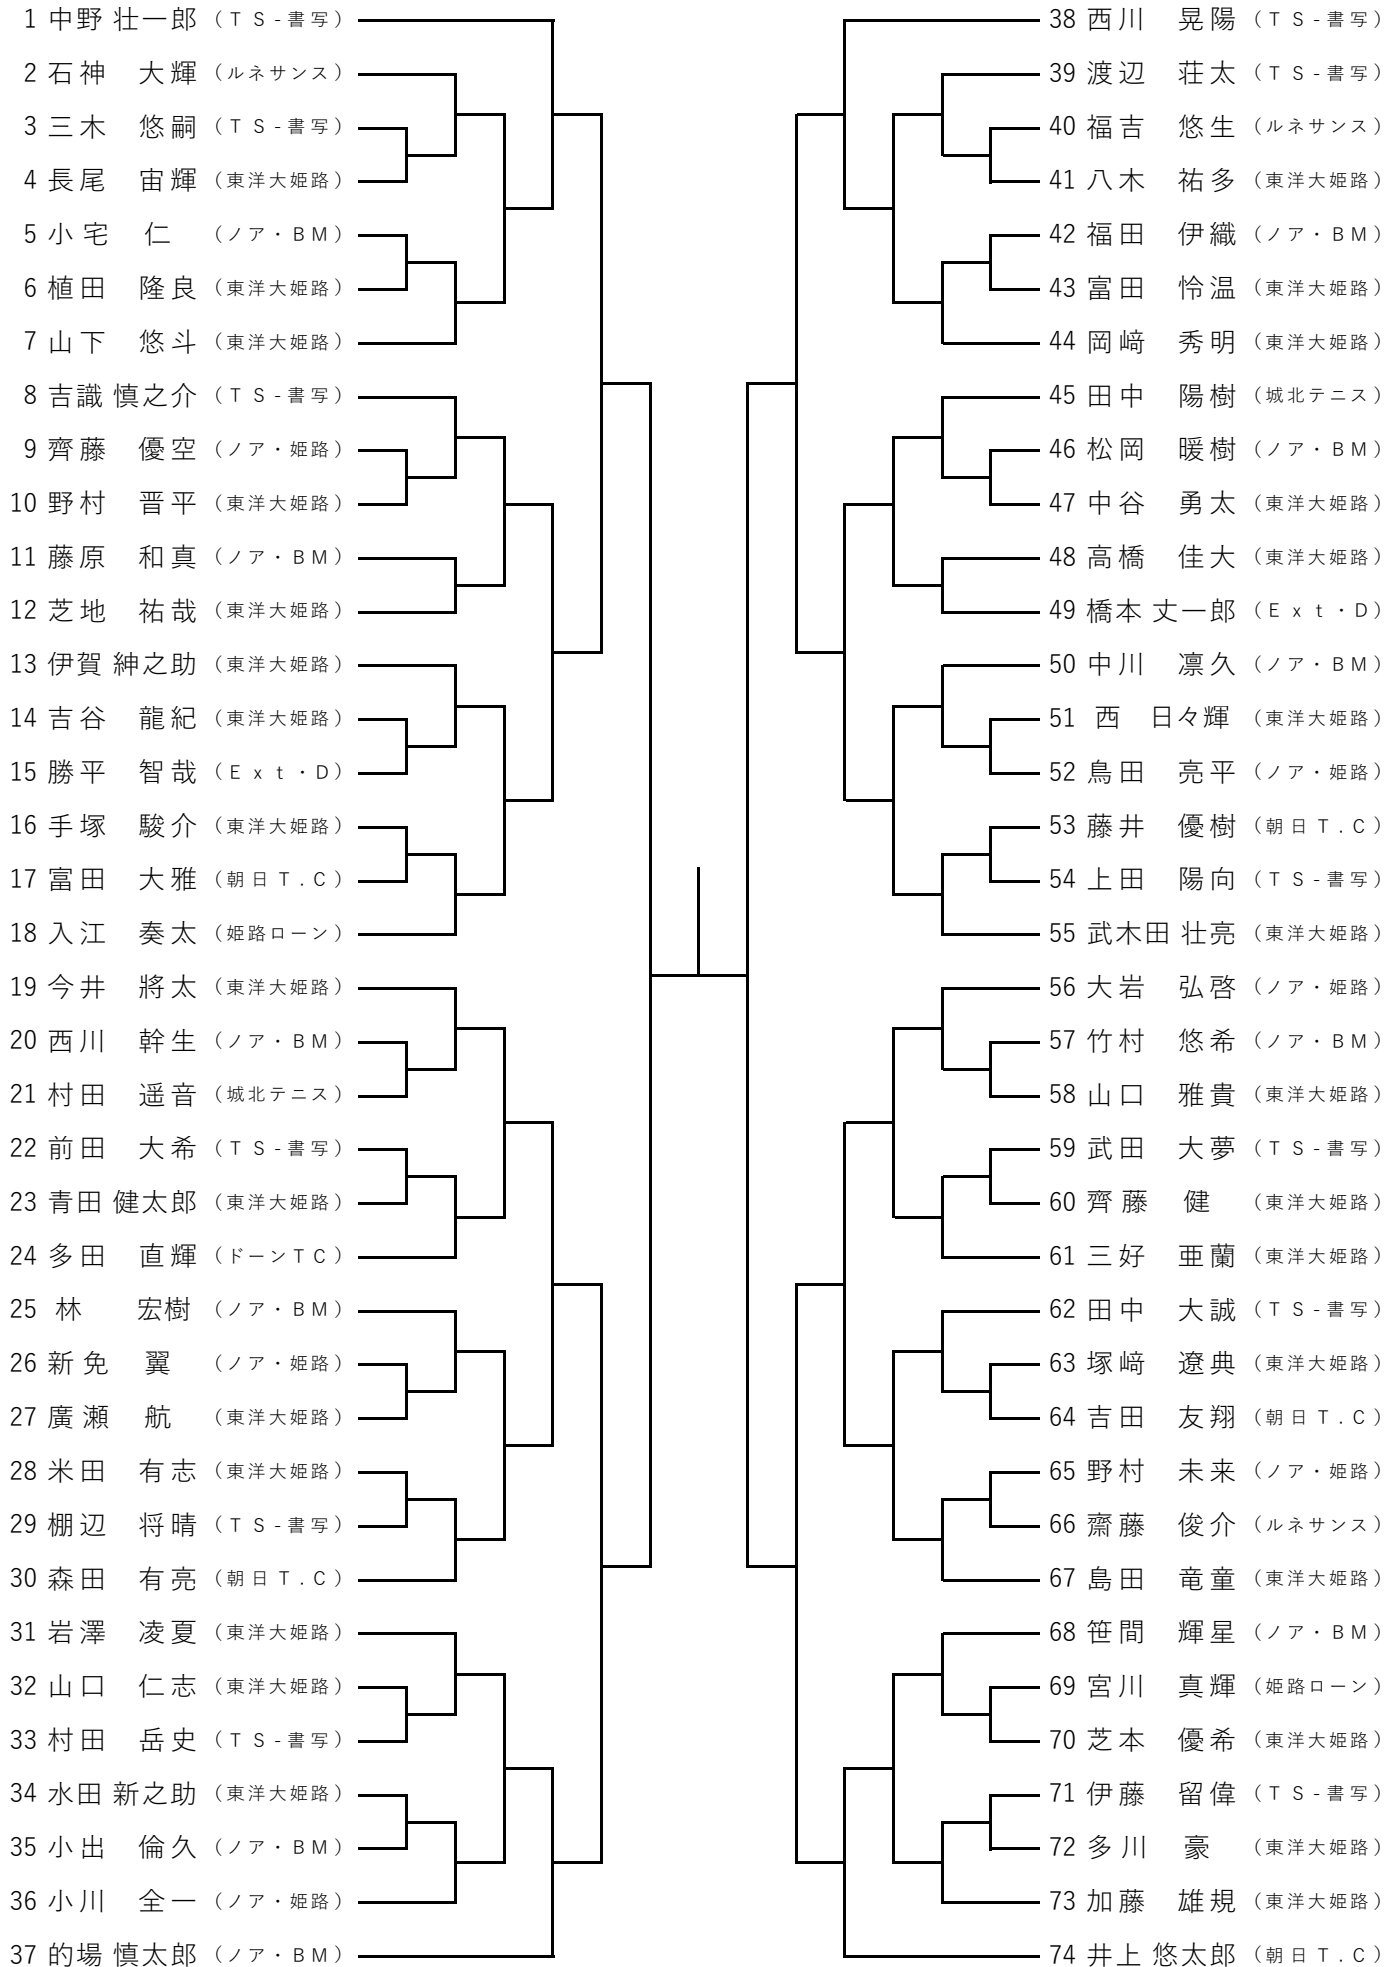 1 中野 壮一郎 （ＴＳ-書写）
2 石神 大輝 （ルネサンス）
3 三木 悠嗣 （ＴＳ-書写）
4 長尾 宙輝 （東洋大姫路）
5 小宅 仁 （ノア・ＢＭ）
6 植田 隆良 （東洋大姫路）
7 山下 悠斗 （東洋大姫路）
8 吉識 慎之介 （ＴＳ-書写）
9 齊藤 優空 （ノア・姫路）
10 野村 晋平 （東洋大姫路）
11 藤原 和真 （ノア・ＢＭ）
12 芝地 祐哉 （東洋大姫路）
13 伊賀 紳之助 （東洋大姫路）
14 吉谷 龍紀 （東洋大姫路）
15 勝平 智哉 （Ｅｘｔ・Ｄ）
16 手塚 駿介 （東洋大姫路）
17 富田 大雅 （朝日Ｔ.Ｃ）
18 入江 奏太 （姫路ローン）
19 今井 將太 （東洋大姫路）
20 西川 幹生 （ノア・ＢＭ）
21 村田 遥音 （城北テニス）
22 前田 大希 （ＴＳ-書写）
23 青田 健太郎 （東洋大姫路）
24 多田 直輝 （ドーンＴＣ）
25 林 宏樹 （ノア・ＢＭ）
26 新免 翼 （ノア・姫路）
27 廣瀬 航 （東洋大姫路）
28 米田 有志 （東洋大姫路）
29 棚辺 将晴 （ＴＳ-書写）
30 森田 有亮 （朝日Ｔ.Ｃ）
31 岩澤 凌夏 （東洋大姫路）
32 山口 仁志 （東洋大姫路）
33 村田 岳史 （ＴＳ-書写）
34 水田 新之助 （東洋大姫路）
35 小出 倫久 （ノア・ＢＭ）
36 小川 全一 （ノア・姫路）
37 的場 慎太郎 （ノア・ＢＭ）
38 西川 晃陽 （ＴＳ-書写）
39 渡辺 荘太 （ＴＳ-書写）
40 福吉 悠生 （ルネサンス）
41 八木 祐多 （東洋大姫路）
42 福田 伊織 （ノア・ＢＭ）
43 富田 怜温 （東洋大姫路）
44 岡﨑 秀明 （東洋大姫路）
45 田中 陽樹 （城北テニス）
46 松岡 暖樹 （ノア・ＢＭ）
47 中谷 勇太 （東洋大姫路）
48 高橋 佳大 （東洋大姫路）
49 橋本 丈一郎 （Ｅｘｔ・Ｄ）
50 中川 凛久 （ノア・ＢＭ）
51 西 日々輝 （東洋大姫路）
52 鳥田 亮平 （ノア・姫路）
53 藤井 優樹 （朝日Ｔ.Ｃ）
54 上田 陽向 （ＴＳ-書写）
55 武木田 壮亮 （東洋大姫路）
56 大岩 弘啓 （ノア・姫路）
57 竹村 悠希 （ノア・ＢＭ）
58 山口 雅貴 （東洋大姫路）
59 武田 大夢 （ＴＳ-書写）
60 齊藤 健 （東洋大姫路）
61 三好 亜蘭 （東洋大姫路）
62 田中 大誠 （ＴＳ-書写）
63 塚﨑 遼典 （東洋大姫路）
64 吉田 友翔 （朝日Ｔ.Ｃ）
65 野村 未来 （ノア・姫路）
66 齋藤 俊介 （ルネサンス）
67 島田 竜童 （東洋大姫路）
68 笹間 輝星 （ノア・ＢＭ）
69 宮川 真輝 （姫路ローン）
70 芝本 優希 （東洋大姫路）
71 伊藤 留偉 （ＴＳ-書写）
72 多川 豪 （東洋大姫路）
73 加藤 雄規 （東洋大姫路）
74 井上 悠太郎 （朝日Ｔ.Ｃ）